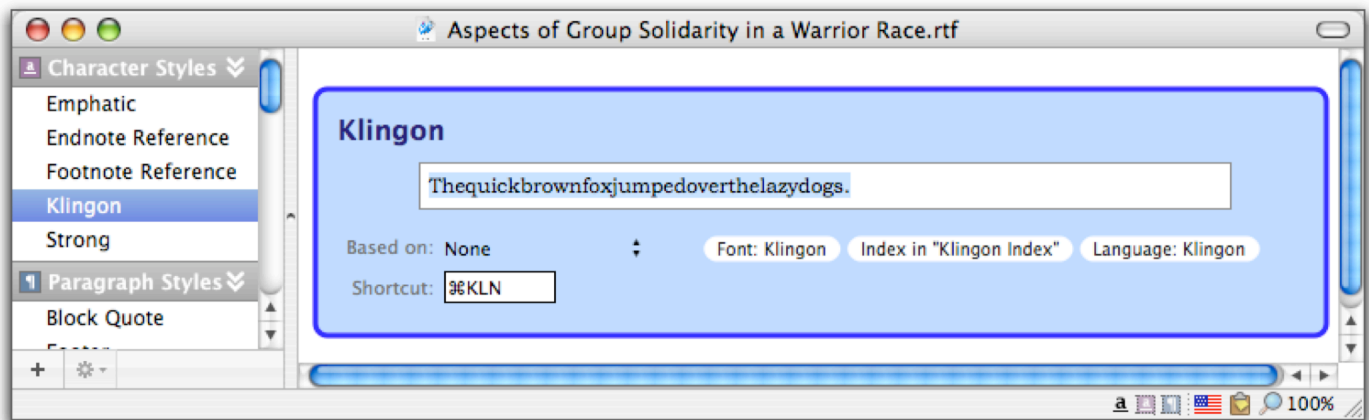 Aspects of Group Solidarity in a Warrior Race.rtf
a Character Styles
Emphatic
Endnote Reference
Footnote Reference
Klingon
Strong
¶ Paragraph Styles
Block Quote
Klingon
Thequickbrownfoxjumpedoverthelazydogs.
Based on: None
Font: Klingon
Index in "Klingon Index"
Language: Klingon
Shortcut: ⌘KLN
a
¶
100%